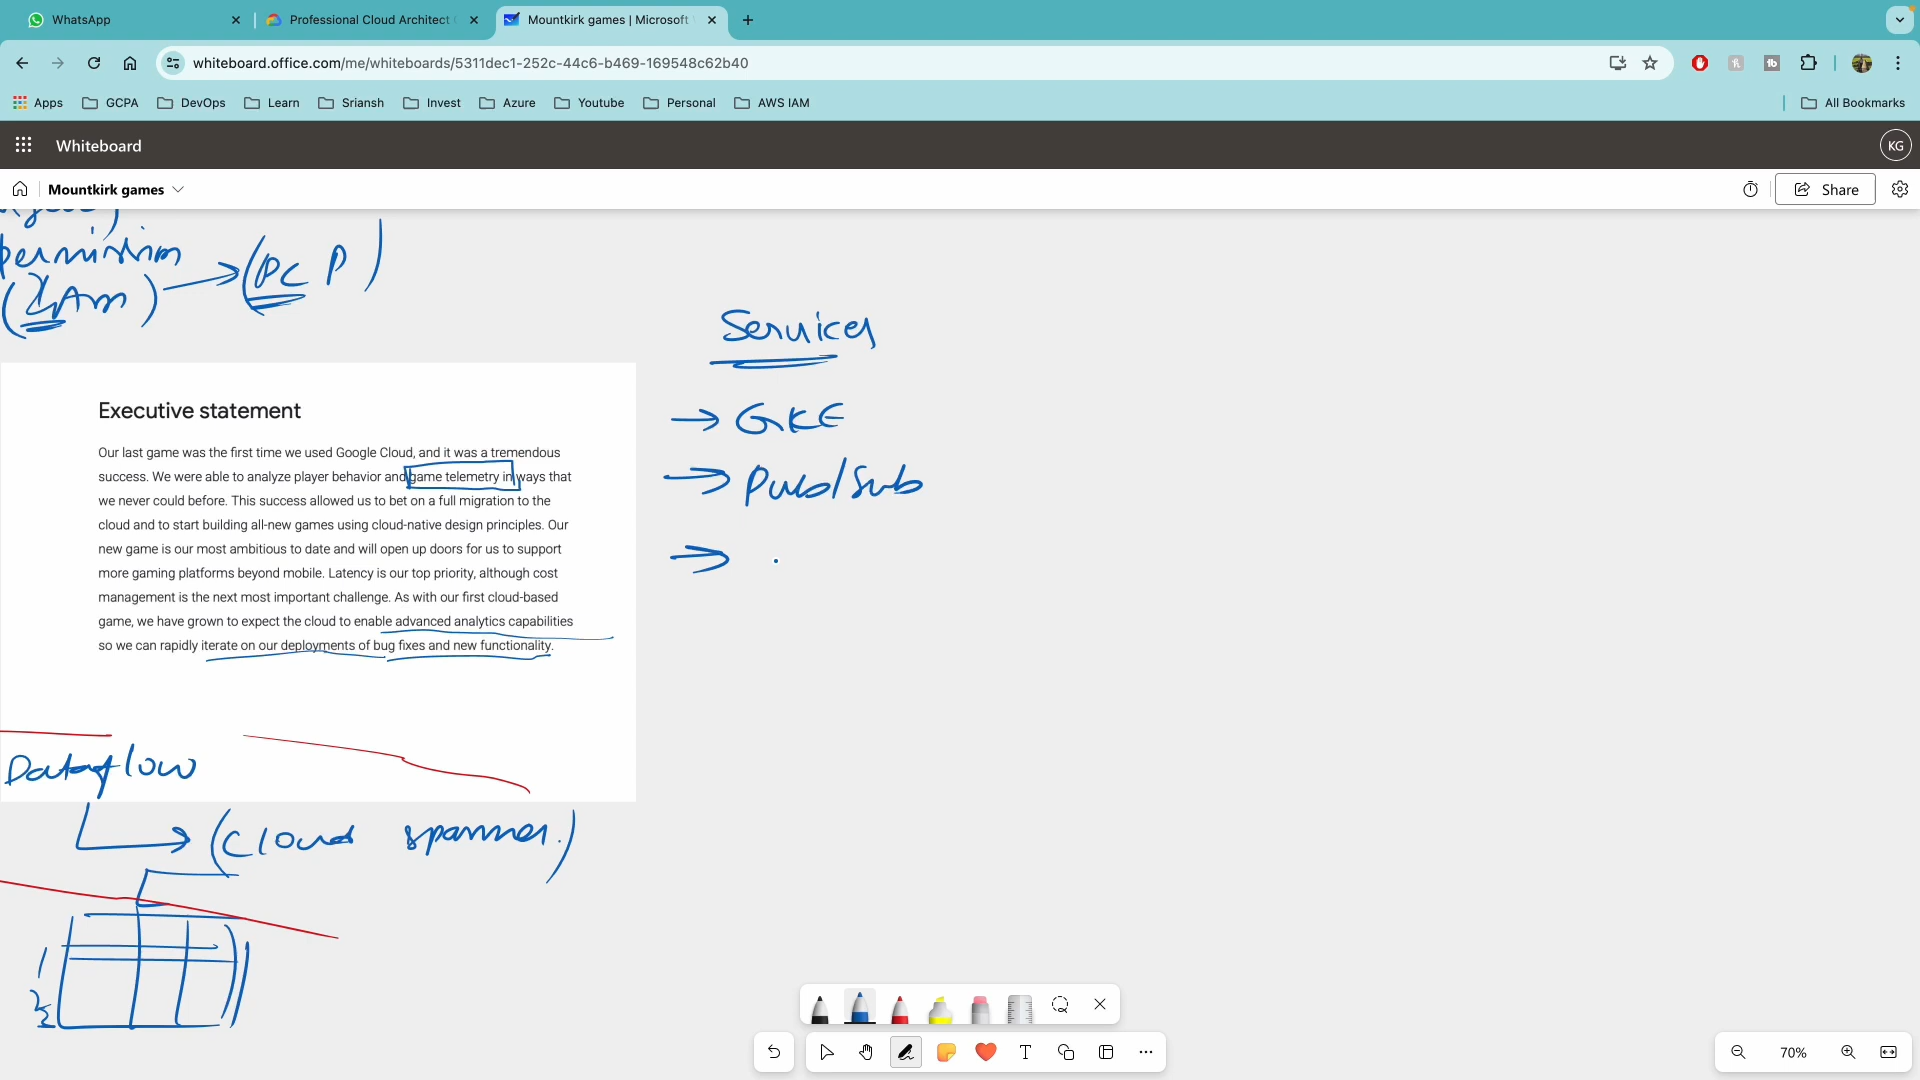 WhatsApp
Professional Cloud Architect
Mountkirk games | Microsoft
whiteboard.office.com/me/whiteboards/5311dec1-252c-44c6-b469-169548c62b40
Apps GCPA DevOps Learn Sriansh Invest Azure Youtube Personal AWS IAM All Bookmarks
Whiteboard KG
Mountkirk games Share
permission
(IAM) → (PCP)
Services
→ GKE
→ Pub/Sub
→
Executive statement
Our last game was the first time we used Google Cloud, and it was a tremendous
success. We were able to analyze player behavior and game telemetry in ways that
we never could before. This success allowed us to bet on a full migration to the
cloud and to start building all-new games using cloud-native design principles. Our
new game is our most ambitious to date and will open up doors for us to support
more gaming platforms beyond mobile. Latency is our top priority, although cost
management is the next most important challenge. As with our first cloud-based
game, we have grown to expect the cloud to enable advanced analytics capabilities
so we can rapidly iterate on our deployments of bug fixes and new functionality.
Dataflow
(Cloud spanner.)
1
2
70%